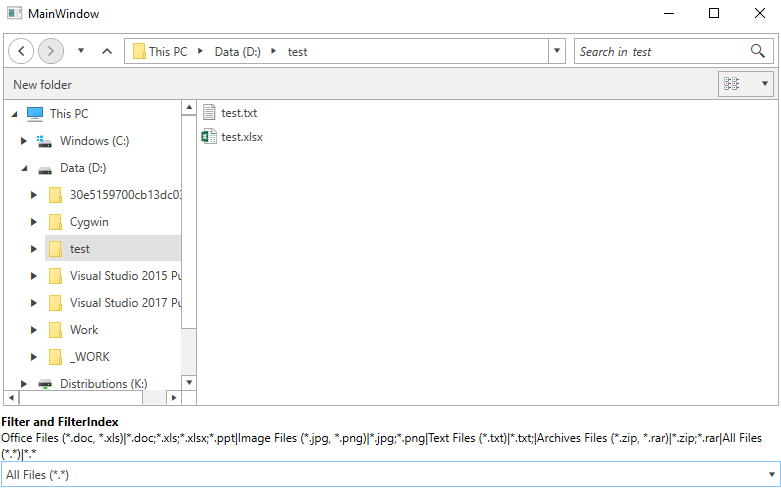 MainWindow
This PC Data (D:) test
Search in test
New folder
This PC
Windows (C:)
Data (D:)
30e5159700cb13dc03
Cygwin
test
Visual Studio 2015 Pu
Visual Studio 2017 Pu
Work
_WORK
Distributions (K:)
test.txt
test.xlsx
Filter and FilterIndex
Office Files (*.doc, *.xls)|*.doc;*.xls;*.xlsx;*.ppt|Image Files (*.jpg, *.png)|*.jpg;*.png|Text Files (*.txt)|*.txt;|Archives Files (*.zip, *.rar)|*.zip;*.rar|All Files
(*.*)|*.*
All Files (*.*)